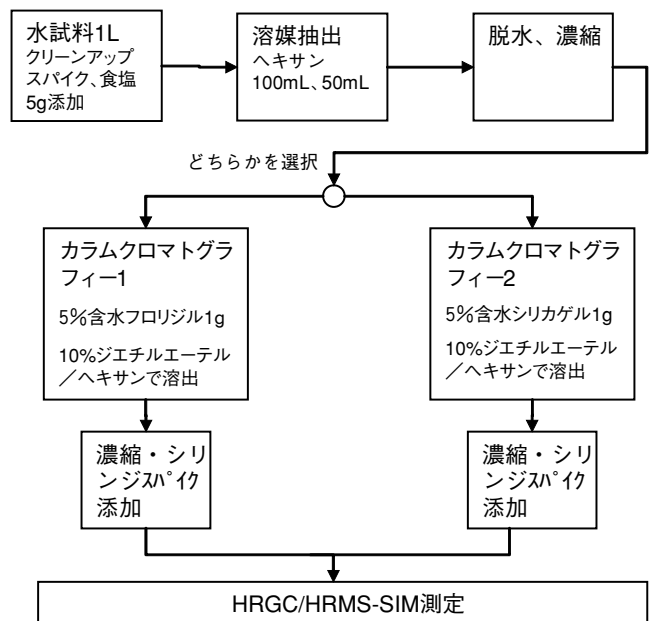 水試料1L
クリーンアップ
スパイク、食塩
5g添加
溶媒抽出
ヘキサン
100mL、50mL
脱水、濃縮
どちらかを選択
カラムクロマトグラ
フィー1
5%含水フロリジル1g
10%ジエチルエーテル
／ヘキサンで溶出
カラムクロマトグラ
フィー2
5%含水シリカゲル1g
10%ジエチルエーテル
／ヘキサンで溶出
濃縮・シリ
ンジｽﾊﾟｲｸ
添加
濃縮・シリ
ンジｽﾊﾟｲｸ
添加
HRGC/HRMS-SIM測定